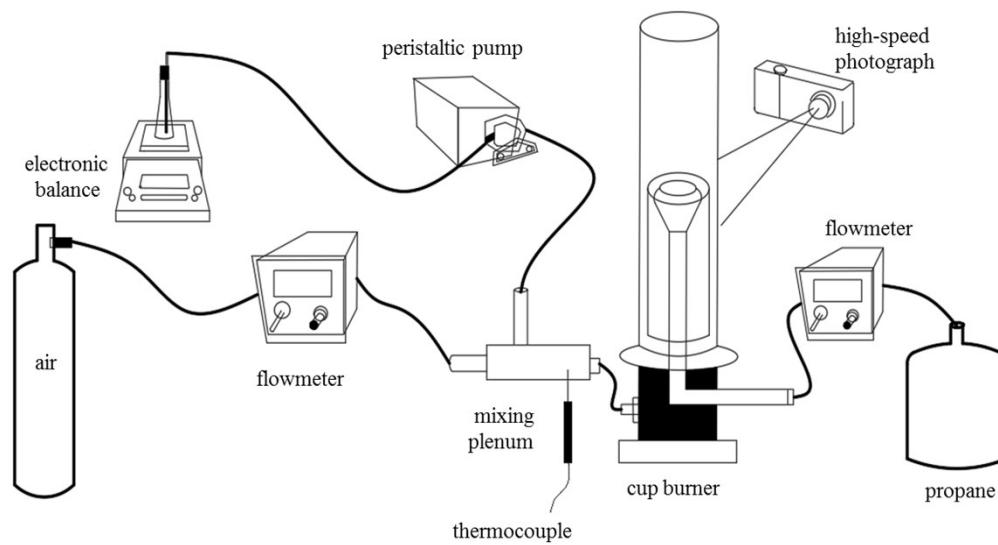 peristaltic pump
high-speed
photograph
electronic
balance
flowmeter
air
flowmeter
mixing
plenum
cup burner
propane
thermocouple